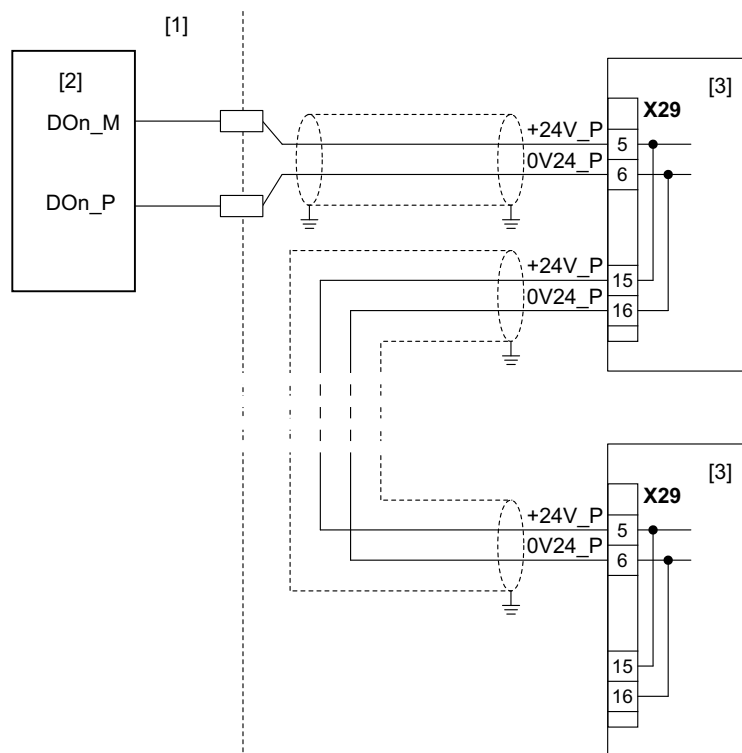 [1]
[2]
DOn_M
DOn_P
[3]
X29
+24V_P
5
0V24_P
6
+24V_P
15
0V24_P
16
[3]
X29
+24V_P
5
0V24_P
6
15
16